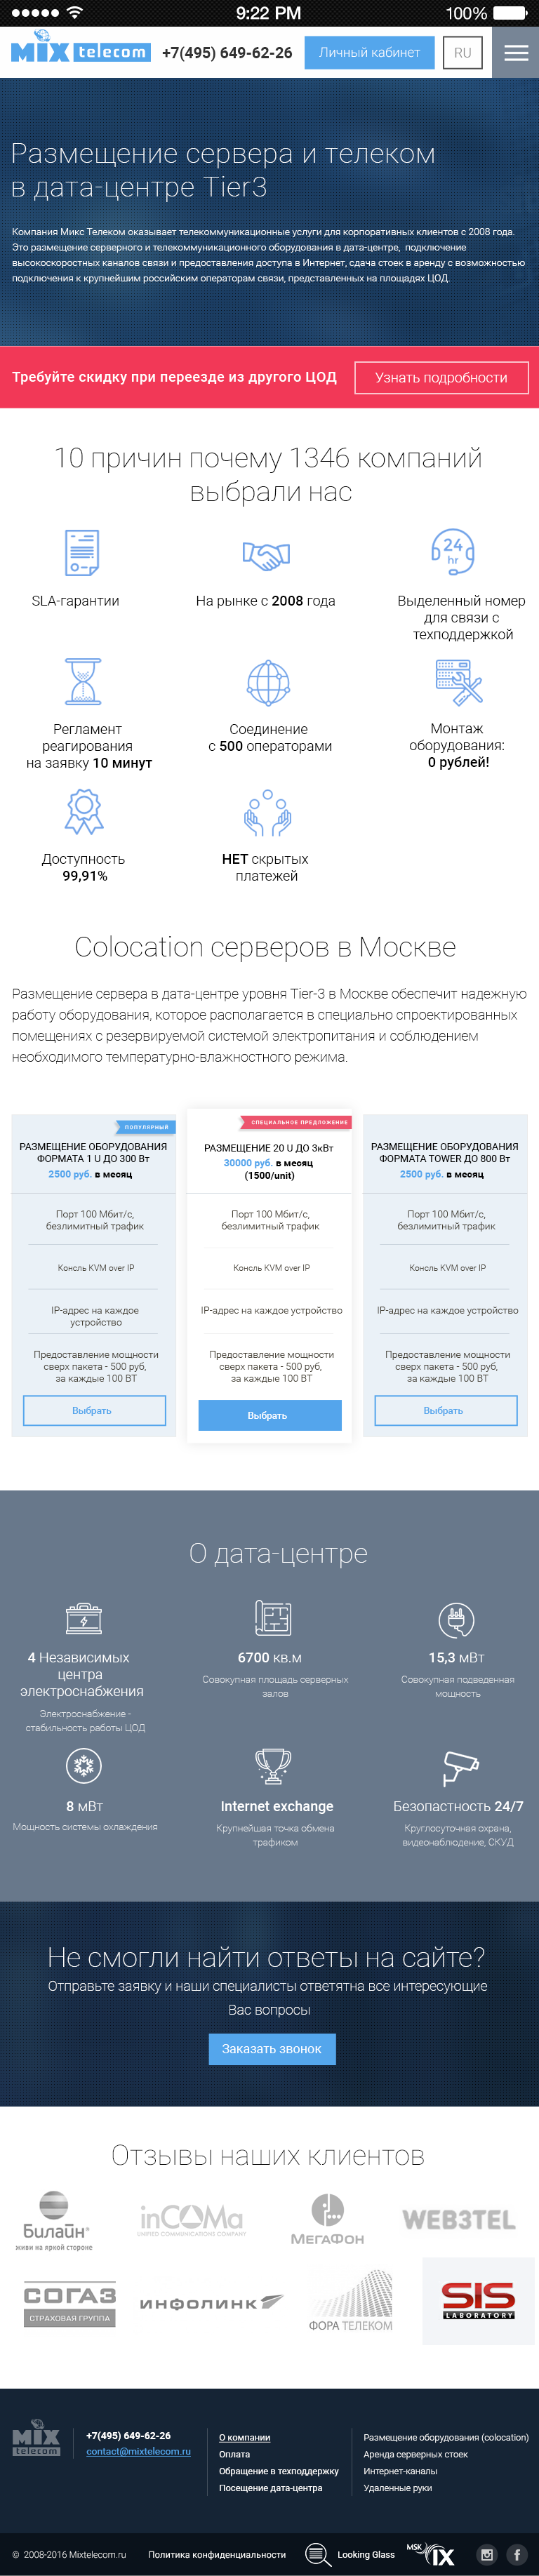 9:22 PM 100%
MIX telecom +7(495) 649-62-26 Личный кабинет RU
Размещение сервера и телеком
в дата-центре Tier3
Компания Микс Телеком оказывает телекоммуникационные услуги для корпоративных клиентов с 2008 года.
Это размещение серверного и телекоммуникационного оборудования в дата-центре, подключение
высокоскоростных каналов связи и предоставления доступа в Интернет, сдача стоек в аренду с возможностью
подключения к крупнейшим российским операторам связи, представленных на площадях ЦОД.
Требуйте скидку при переезде из другого ЦОД Узнать подробности
10 причин почему 1346 компаний
выбрали нас
24 hr
SLA-гарантии
На рынке с 2008 года
Выделенный номер
для связи с
техподдержкой
Регламент
реагирования
на заявку 10 минут
Соединение
с 500 операторами
Монтаж
оборудования:
0 рублей!
Доступность
99,91%
НЕТ скрытых
платежей
Colocation серверов в Москве
Размещение сервера в дата-центре уровня Tier-3 в Москве обеспечит надежную
работу оборудования, которое располагается в специально спроектированных
помещениях с резервируемой системой электропитания и соблюдением
необходимого температурно-влажностного режима.
ПОПУЛЯРНЫЙ
РАЗМЕЩЕНИЕ ОБОРУДОВАНИЯ
ФОРМАТА 1 U ДО 300 Вт
2500 руб. в месяц
Порт 100 Мбит/с,
безлимитный трафик
Консль KVM over IP
IP-адрес на каждое
устройство
Предоставление мощности
сверх пакета - 500 руб,
за каждые 100 ВТ
Выбрать
СПЕЦИАЛЬНОЕ ПРЕДЛОЖЕНИЕ
РАЗМЕЩЕНИЕ 20 U ДО 3кВт
30000 руб. в месяц
(1500/unit)
Порт 100 Мбит/с,
безлимитный трафик
Консль KVM over IP
IP-адрес на каждое устройство
Предоставление мощности
сверх пакета - 500 руб,
за каждые 100 ВТ
Выбрать
РАЗМЕЩЕНИЕ ОБОРУДОВАНИЯ
ФОРМАТА TOWER ДО 800 Вт
2500 руб. в месяц
Порт 100 Мбит/с,
безлимитный трафик
Консль KVM over IP
IP-адрес на каждое устройство
Предоставление мощности
сверх пакета - 500 руб,
за каждые 100 ВТ
Выбрать
О дата-центре
4 Независимых
центра
электроснабжения
Электроснабжение -
стабильность работы ЦОД
6700 кв.м
Совокупная площадь серверных
залов
15,3 мВт
Совокупная подведенная
мощность
8 мВт
Мощность системы охлаждения
Internet exchange
Крупнейшая точка обмена
трафиком
Безопастность 24/7
Круглосуточная охрана,
видеонаблюдение, СКУД
Не смогли найти ответы на сайте?
Отправьте заявку и наши специалисты ответятна все интересующие
Вас вопросы
Заказать звонок
Отзывы наших клиентов
Билайн®
живи на яркой стороне
inCOMa
UNIFIED COMMUNICATIONS COMPANY
МЕГАФОН
WEB3TEL
СОГАЗ
СТРАХОВАЯ ГРУППА
ИНФОЛИНК
ФОРА ТЕЛЕКОМ
SIS
LABORATORY
MIX telecom
+7(495) 649-62-26
contact@mixtelecom.ru
О компании
Оплата
Обращение в техподдержку
Посещение дата-центра
Размещение оборудования (colocation)
Аренда серверных стоек
Интернет-каналы
Удаленные руки
© 2008-2016 Mixtelecom.ru Политика конфиденциальности Looking Glass MSK IX f